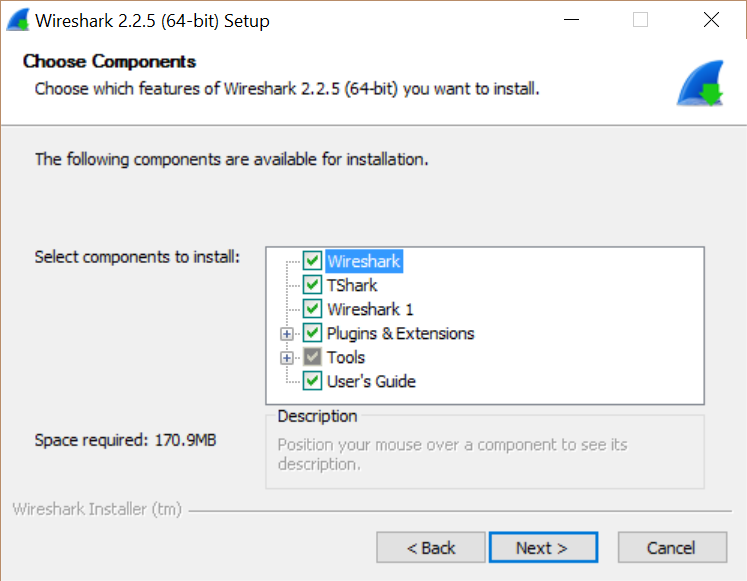 Wireshark 2.2.5 (64-bit) Setup
Choose Components
Choose which features of Wireshark 2.2.5 (64-bit) you want to install.
The following components are available for installation.
Select components to install:
Wireshark
TShark
Wireshark 1
Plugins & Extensions
Tools
User's Guide
Space required: 170.9MB
Description
Position your mouse over a component to see its
description.
Wireshark Installer (tm)
< Back
Next >
Cancel